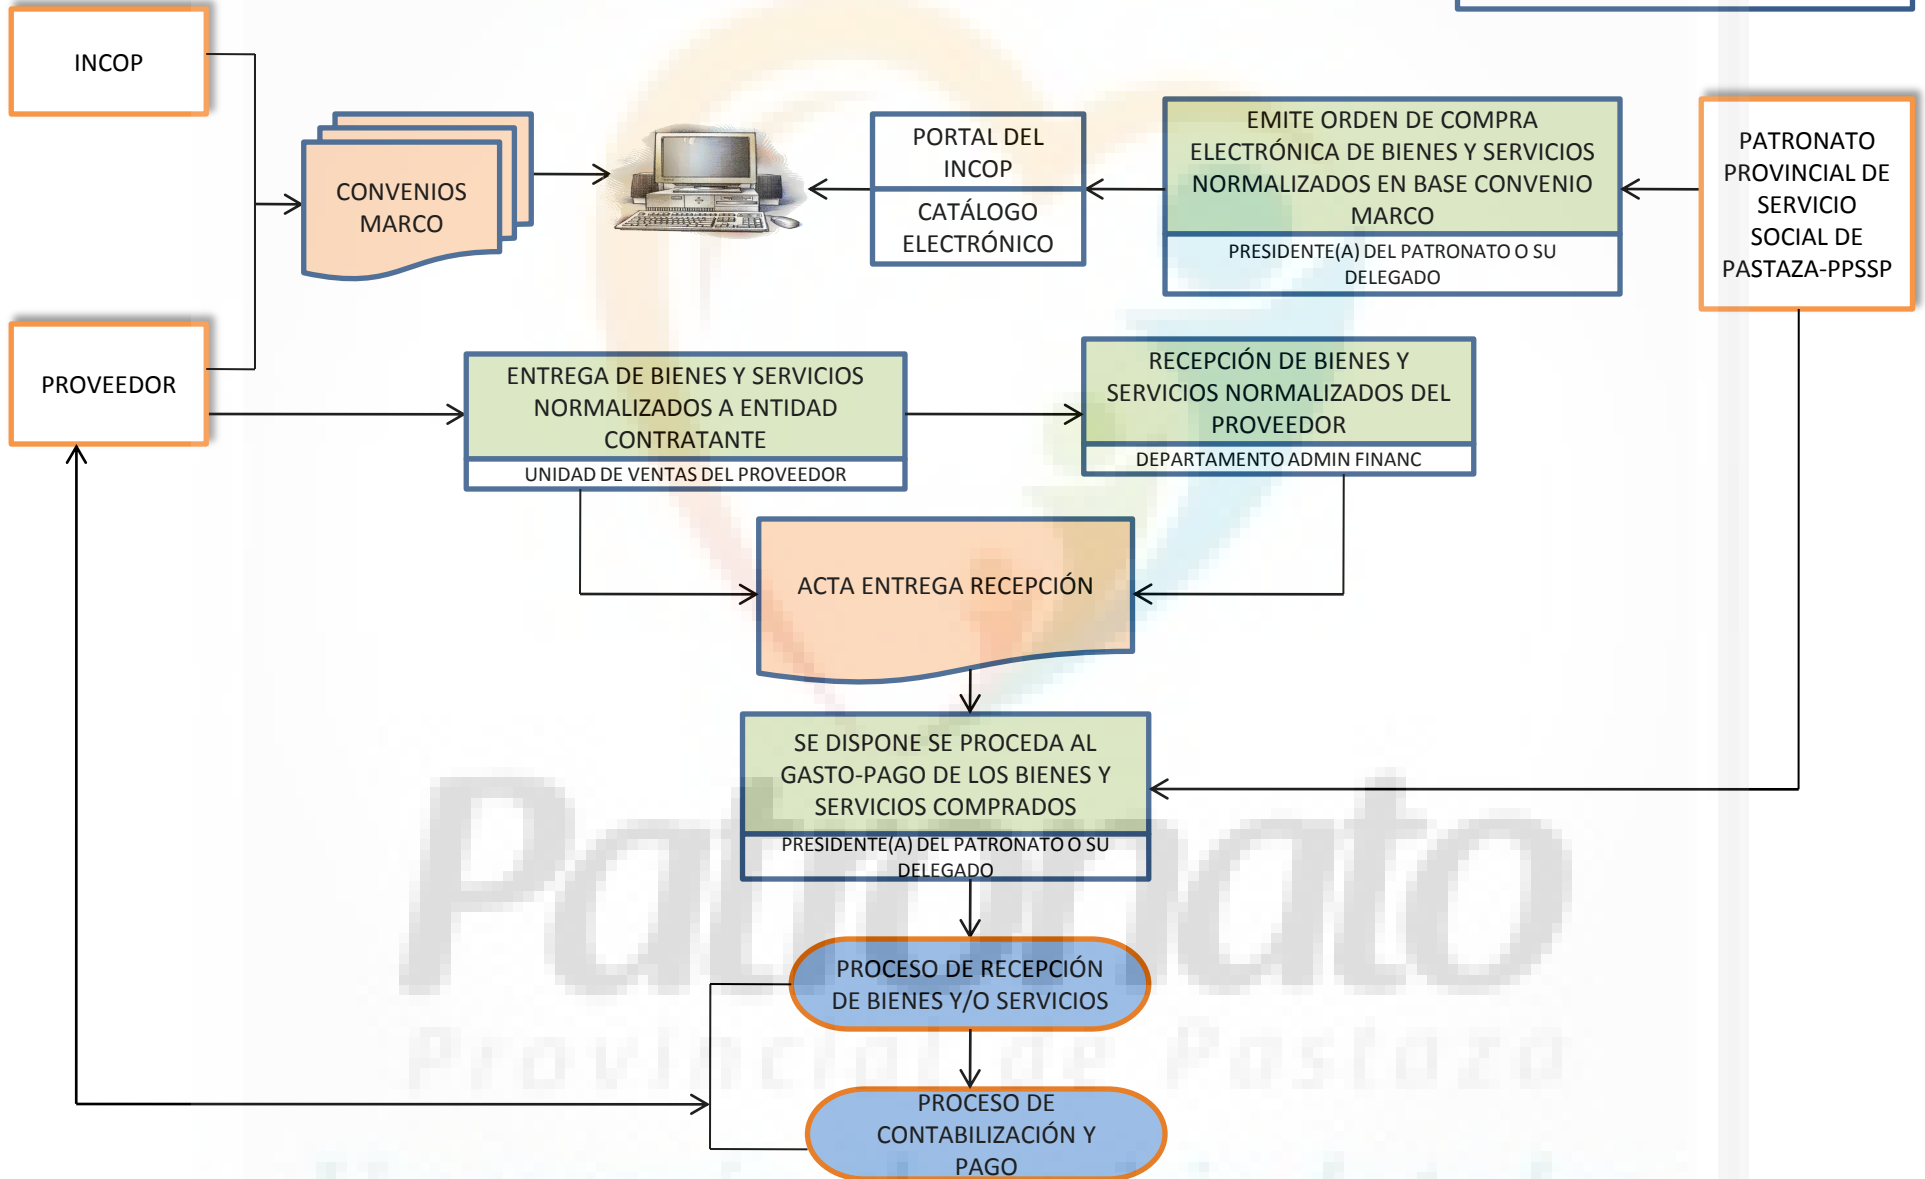 INCOP
CONVENIOS
MARCO
PORTAL DEL
INCOP
CATÁLOGO
ELECTRÓNICO
EMITE ORDEN DE COMPRA
ELECTRÓNICA DE BIENES Y SERVICIOS
NORMALIZADOS EN BASE CONVENIO
MARCO
PRESIDENTE(A) DEL PATRONATO O SU
DELEGADO
PATRONATO
PROVINCIAL DE
SERVICIO
SOCIAL DE
PASTAZA-PPSSP
PROVEEDOR
ENTREGA DE BIENES Y SERVICIOS
NORMALIZADOS A ENTIDAD
CONTRATANTE
UNIDAD DE VENTAS DEL PROVEEDOR
RECEPCIÓN DE BIENES Y
SERVICIOS NORMALIZADOS DEL
PROVEEDOR
DEPARTAMENTO ADMIN FINANC
ACTA ENTREGA RECEPCIÓN
SE DISPONE SE PROCEDA AL
GASTO-PAGO DE LOS BIENES Y
SERVICIOS COMPRADOS
PRESIDENTE(A) DEL PATRONATO O SU
DELEGADO
PROCESO DE RECEPCIÓN
DE BIENES Y/O SERVICIOS
PROCESO DE
CONTABILIZACIÓN Y
PAGO
Patronato
Provincial de Pastaza